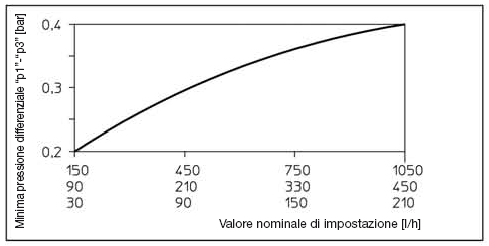 Minima pressione differenziale “p1”-“p3” [bar]
0,4
0,3
0,2
150 450 750 1050
90 210 330 450
30 90 150 210
Valore nominale di impostazione [l/h]